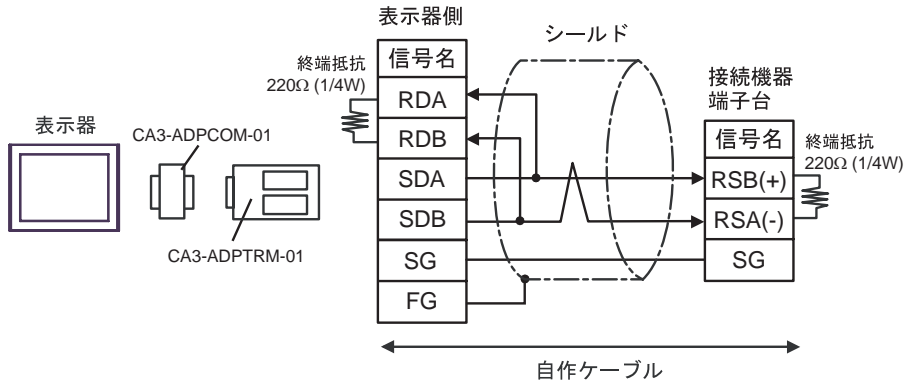 表示器側
シールド
終端抵抗
220Ω (1/4W)
信号名
RDA
RDB
SDA
SDB
SG
FG
表示器
CA3-ADPCOM-01
CA3-ADPTRM-01
接続機器
端子台
信号名
RSB(+)
RSA(-)
SG
終端抵抗
220Ω (1/4W)
自作ケーブル